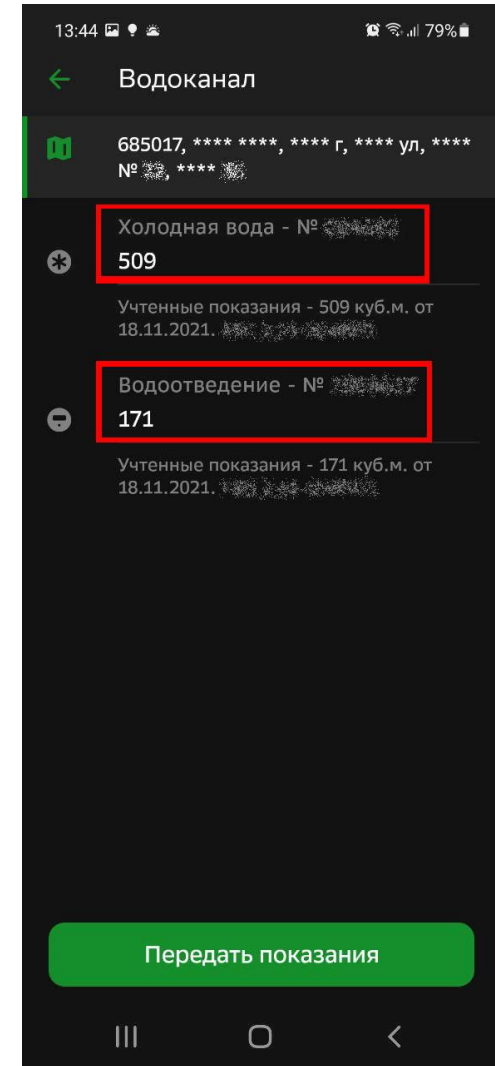 13:44 79%
Водоканал
685017, **** ****, **** г, **** ул, ****
№ , ****
Холодная вода - №
509
Учтенные показания - 509 куб.м. от
18.11.2021.
Водоотведение - №
171
Учтенные показания - 171 куб.м. от
18.11.2021.
Передать показания